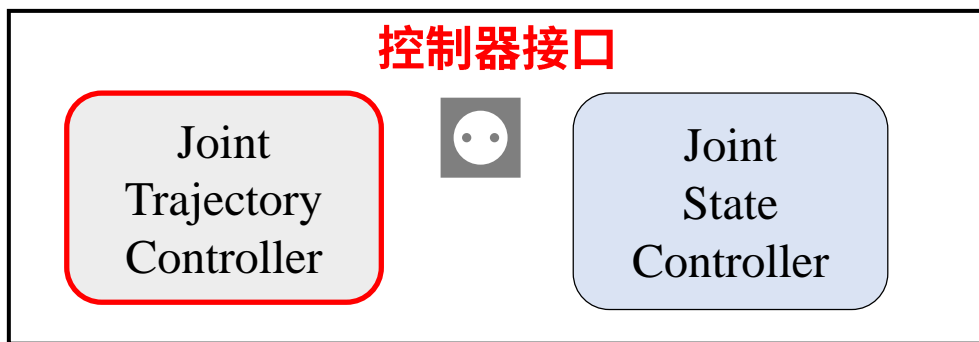 控制器接口
Joint
Trajectory
Controller
Joint
State
Controller